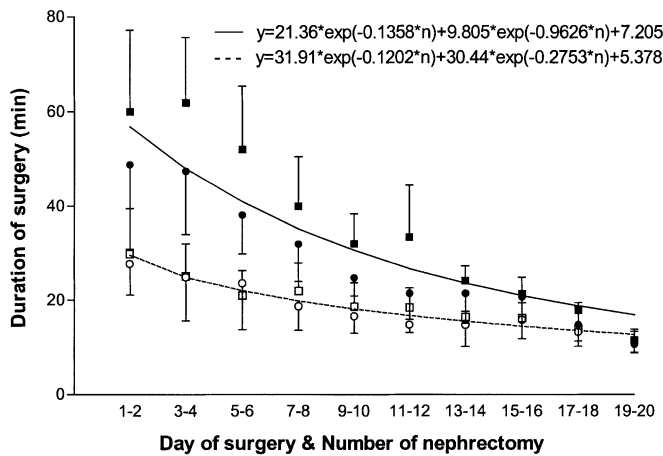 y=21.36*exp(-0.1358*n)+9.805*exp(-0.9626*n)+7.205
y=31.91*exp(-0.1202*n)+30.44*exp(-0.2753*n)+5.378
Duration of surgery (min)
80
60
40
20
0
1-2 3-4 5-6 7-8 9-10 11-12 13-14 15-16 17-18 19-20
Day of surgery & Number of nephrectomy